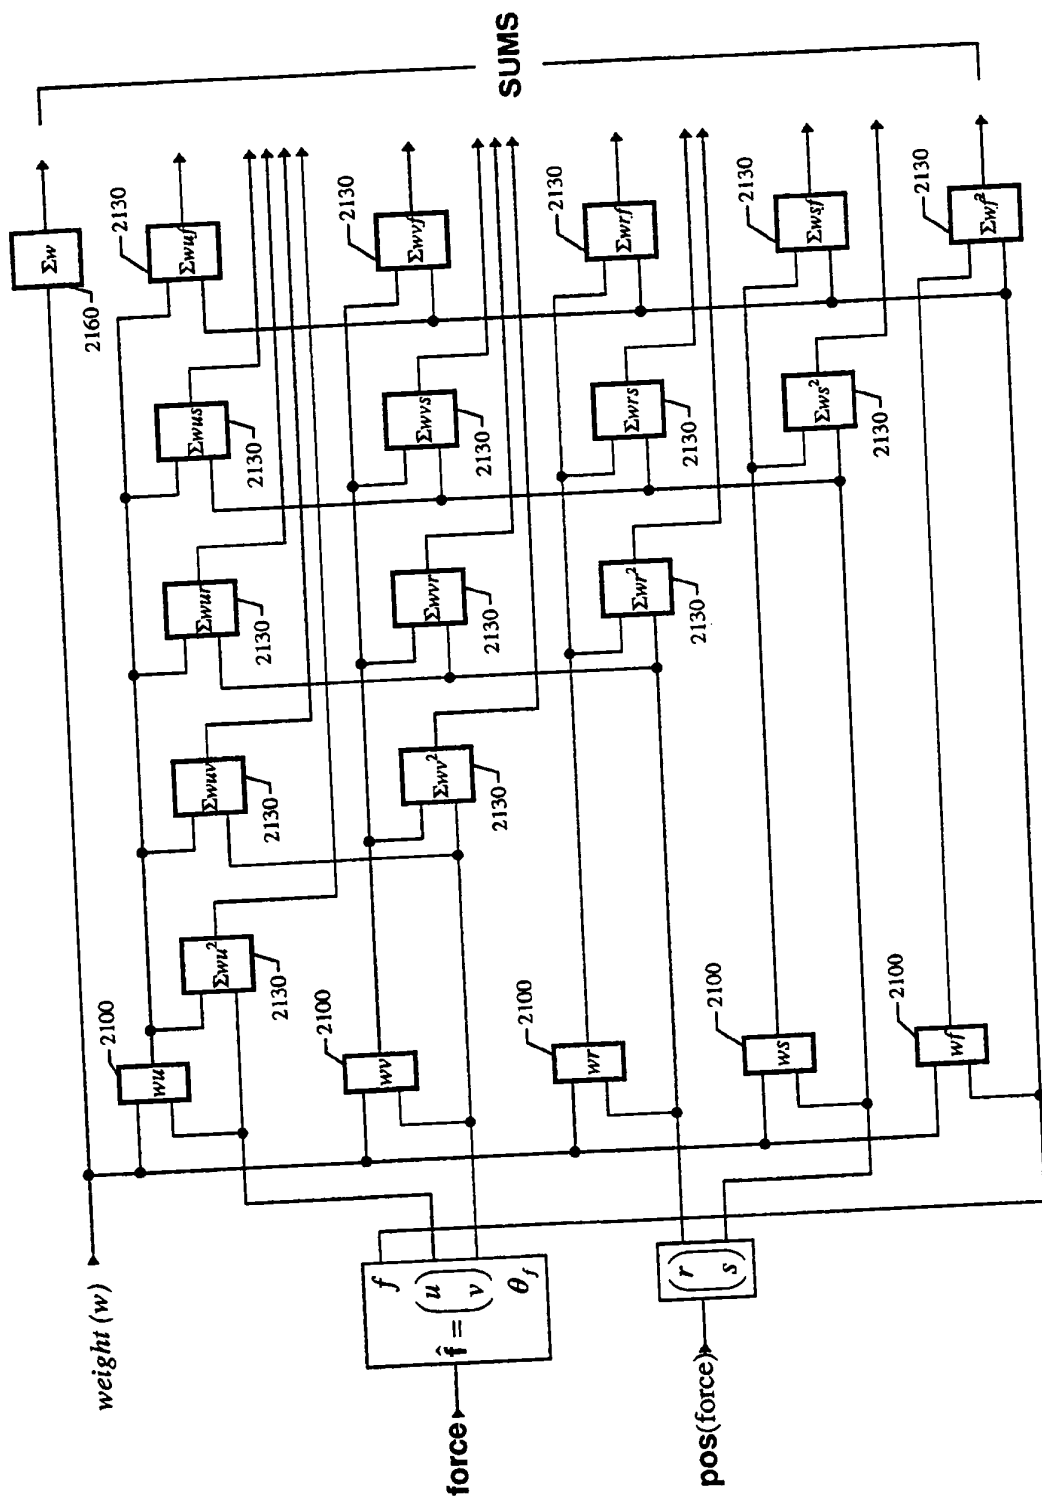 weight (w)
Σw
2160
2100
wu
Σwu²
2130
Σwuv
2130
Σwur
2130
Σwus
2130
2130
Σwuf
force
f
f̂ = (u
v)
θ_f
2100
wv
Σwv²
2130
Σwvr
2130
Σwvs
2130
2130
Σwvf
SUMS
2100
wr
Σwr²
2130
Σwrs
2130
2130
Σwrf
pos(force)
(r
s)
2100
ws
Σws²
2130
2130
Σwsf
2100
wf
2130
Σwf²